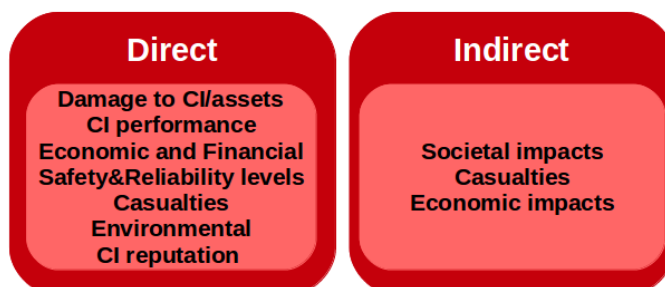 Direct
Damage to CI/assets
CI performance
Economic and Financial
Safety&Reliability levels
Casualties
Environmental
CI reputation
Indirect
Societal impacts
Casualties
Economic impacts